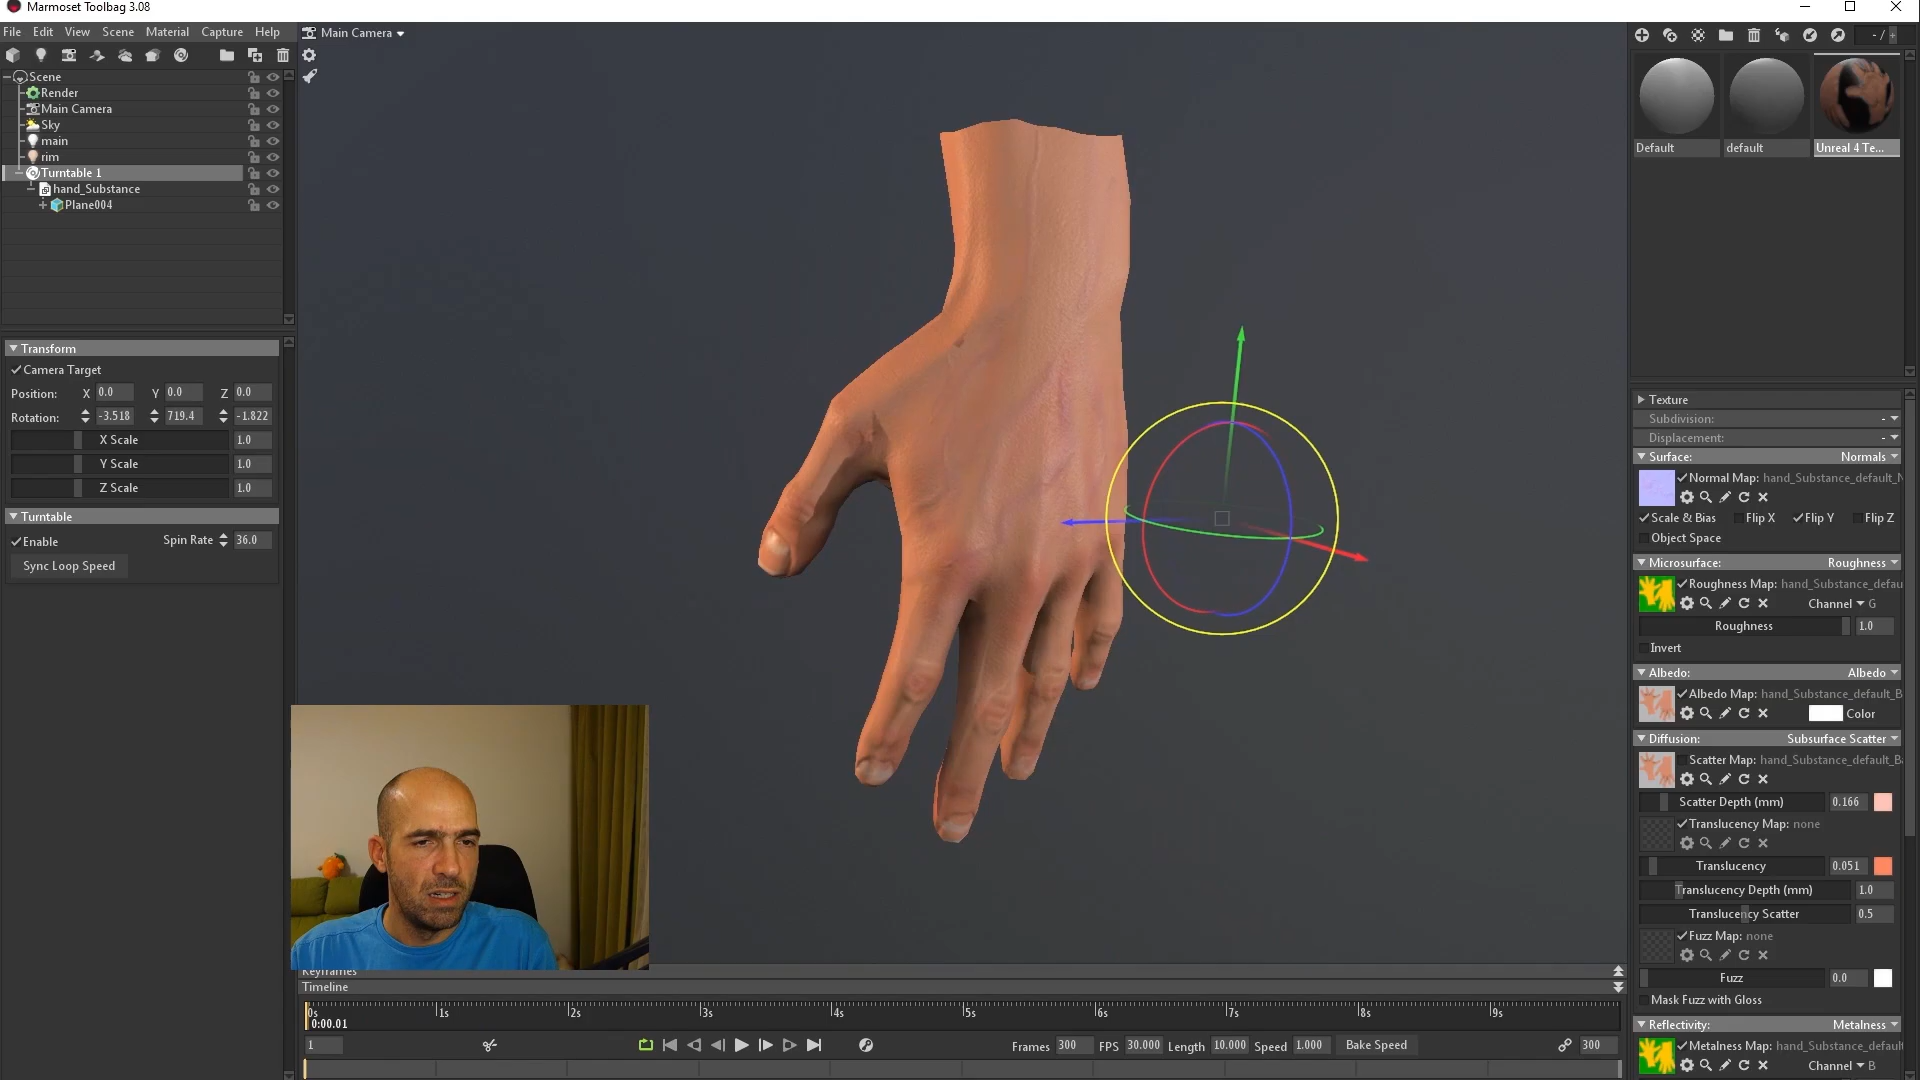 Marmoset Toolbag 3.08
File Edit View Scene Material Capture Help
Main Camera
- / +
Scene
Render
Main Camera
Sky
main
rim
Turntable 1
hand_Substance
Plane004
Default default Unreal 4 Te...
Transform
Camera Target
Position: X 0.0 Y 0.0 Z 0.0
Rotation: -3.518 719.4 -1.822
X Scale 1.0
Y Scale 1.0
Z Scale 1.0
Turntable
Enable Spin Rate 36.0
Sync Loop Speed
Texture
Subdivision: -
Displacement: -
Surface: Normals
Normal Map: hand_Substance_default_N
Scale & Bias Flip X Flip Y Flip Z
Object Space
Microsurface: Roughness
Roughness Map: hand_Substance_defau
Channel G
Roughness 1.0
Invert
Albedo: Albedo
Albedo Map: hand_Substance_default_B
Color
Diffusion: Subsurface Scatter
Scatter Map: hand_Substance_default_Ba
Scatter Depth (mm) 0.166
Translucency Map: none
Translucency 0.051
Translucency Depth (mm) 1.0
Translucency Scatter 0.5
Fuzz Map: none
Fuzz 0.0
Mask Fuzz with Gloss
Reflectivity: Metalness
Metalness Map: hand_Substance_default
Channel B
Keyframes
Timeline
0s 1s 2s 3s 4s 5s 6s 7s 8s 9s
0:00.01
1 Frames 300 FPS 30.000 Length 10.000 Speed 1.000 Bake Speed 300